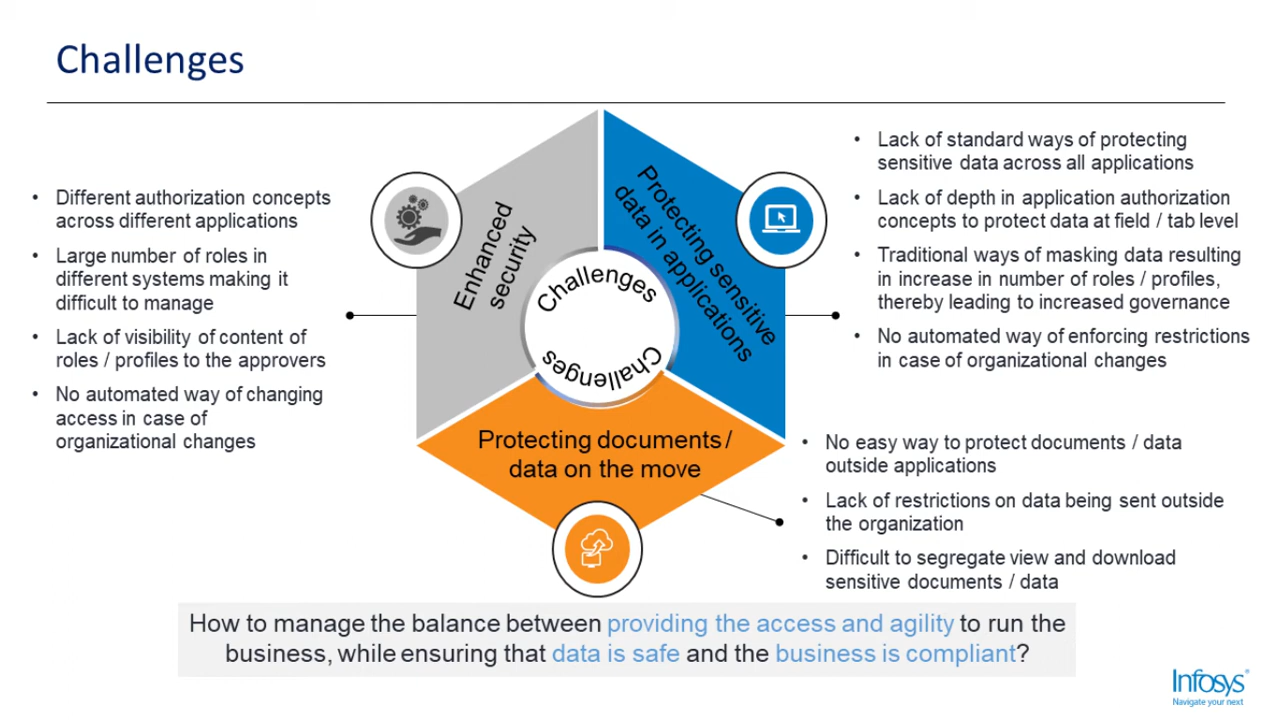 Challenges
• Different authorization concepts
across different applications
• Large number of roles in
different systems making it
difficult to manage
• Lack of visibility of content of
roles / profiles to the approvers
• No automated way of changing
access in case of
organizational changes
Enhanced
security
Protecting sensitive
data in applications
Challenges
Challenges
Protecting documents/
data on the move
• Lack of standard ways of protecting
sensitive data across all applications
• Lack of depth in application authorization
concepts to protect data at field / tab level
• Traditional ways of masking data resulting
in increase in number of roles / profiles,
thereby leading to increased governance
• No automated way of enforcing restrictions
in case of organizational changes
• No easy way to protect documents / data
outside applications
• Lack of restrictions on data being sent outside
the organization
• Difficult to segregate view and download
sensitive documents / data
How to manage the balance between providing the access and agility to run the
business, while ensuring that data is safe and the business is compliant?
Infosys®
Navigate your next